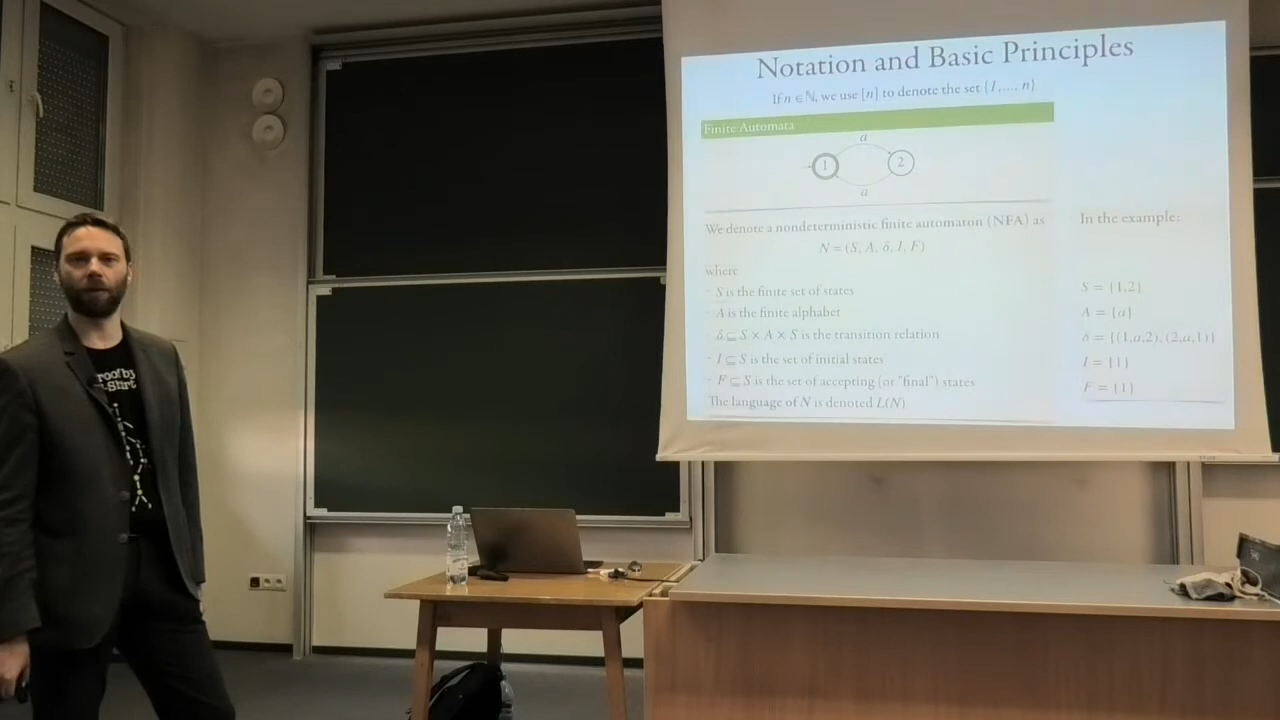 Notation and Basic Principles
If n ∈ ℕ, we use [n] to denote the set {1,..., n}
Finite Automata
a
1
2
a
We denote a nondeterministic finite automaton (NFA) as
N = (S, A, δ, I, F)
where
- S is the finite set of states
- A is the finite alphabet
- δ ⊆ S × A × S is the transition relation
- I ⊆ S is the set of initial states
- F ⊆ S is the set of accepting (or "final") states
The language of N is denoted L(N)
In the example:
S = {1,2}
A = {a}
δ = {(1,a,2), (2,a,1)}
I = {1}
F = {1}
roof by
-Shirt